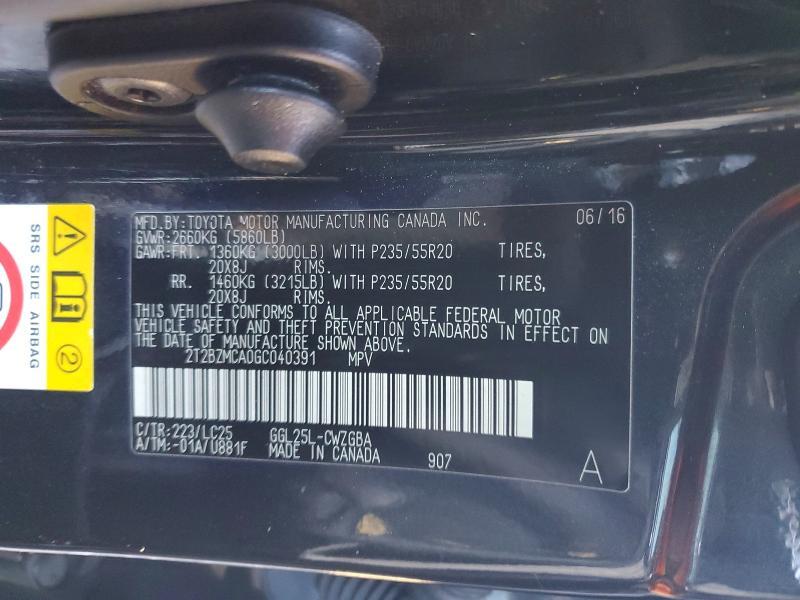 MFD.BY:TOYOTA MOTOR MANUFACTURING CANADA INC. 06/16
GVWR:2660KG (5860LB)
GAWR:FRT. 1360KG (3000LB) WITH P235/55R20 TIRES,
20X8J RIMS.
RR. 1460KG (3215LB) WITH P235/55R20 TIRES,
20X8J RIMS.
THIS VEHICLE CONFORMS TO ALL APPLICABLE FEDERAL MOTOR
VEHICLE SAFETY AND THEFT PREVENTION STANDARDS IN EFFECT ON
THE DATE OF MANUFACTURE.
2T2BZMCA0GC040391 MPV
C/TR:223/LC25 GGL25L-CWZGBA
A/TM:-01A/U881F MADE IN CANADA 907
A
SRS SIDE AIRBAG
2